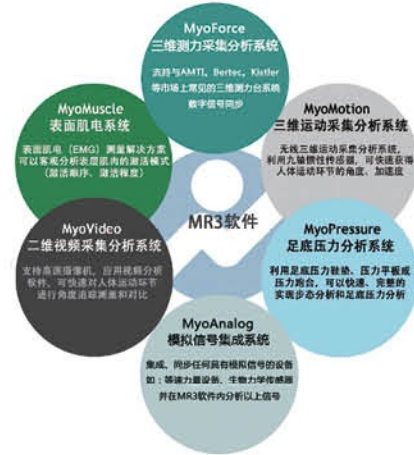 MyoForce
三维测力采集分析系统
支持与AMTI、Bertec、Kistler
等市场上常见的三维测力台系统
数字信号同步
MyoMuscle
表面肌电系统
表面肌电（EMG）测量解决方案
可以客观分析表层肌肉的激活模式
（激活顺序、激活程度）
MyoMotion
三维运动采集分析系统
无线三维运动采集分析系统，
利用九轴惯性传感器，可快速获得
人体运动环节的角度、加速度
MR3软件
MyoVideo
二维视频采集分析系统
支持高速摄像机，应用视频分析
软件，可快速对人体运动环节
进行角度追踪测量和对比
MyoPressure
足底压力分析系统
利用足底压力鞋垫、压力平板或
压力跑台，可以快速、完整的
实现步态分析和足底压力分析
MyoAnalog
模拟信号集成系统
集成、同步任何具有模拟信号的设备
如：等速力量设备、生物力学传感器
并在MR3软件内分析以上信号